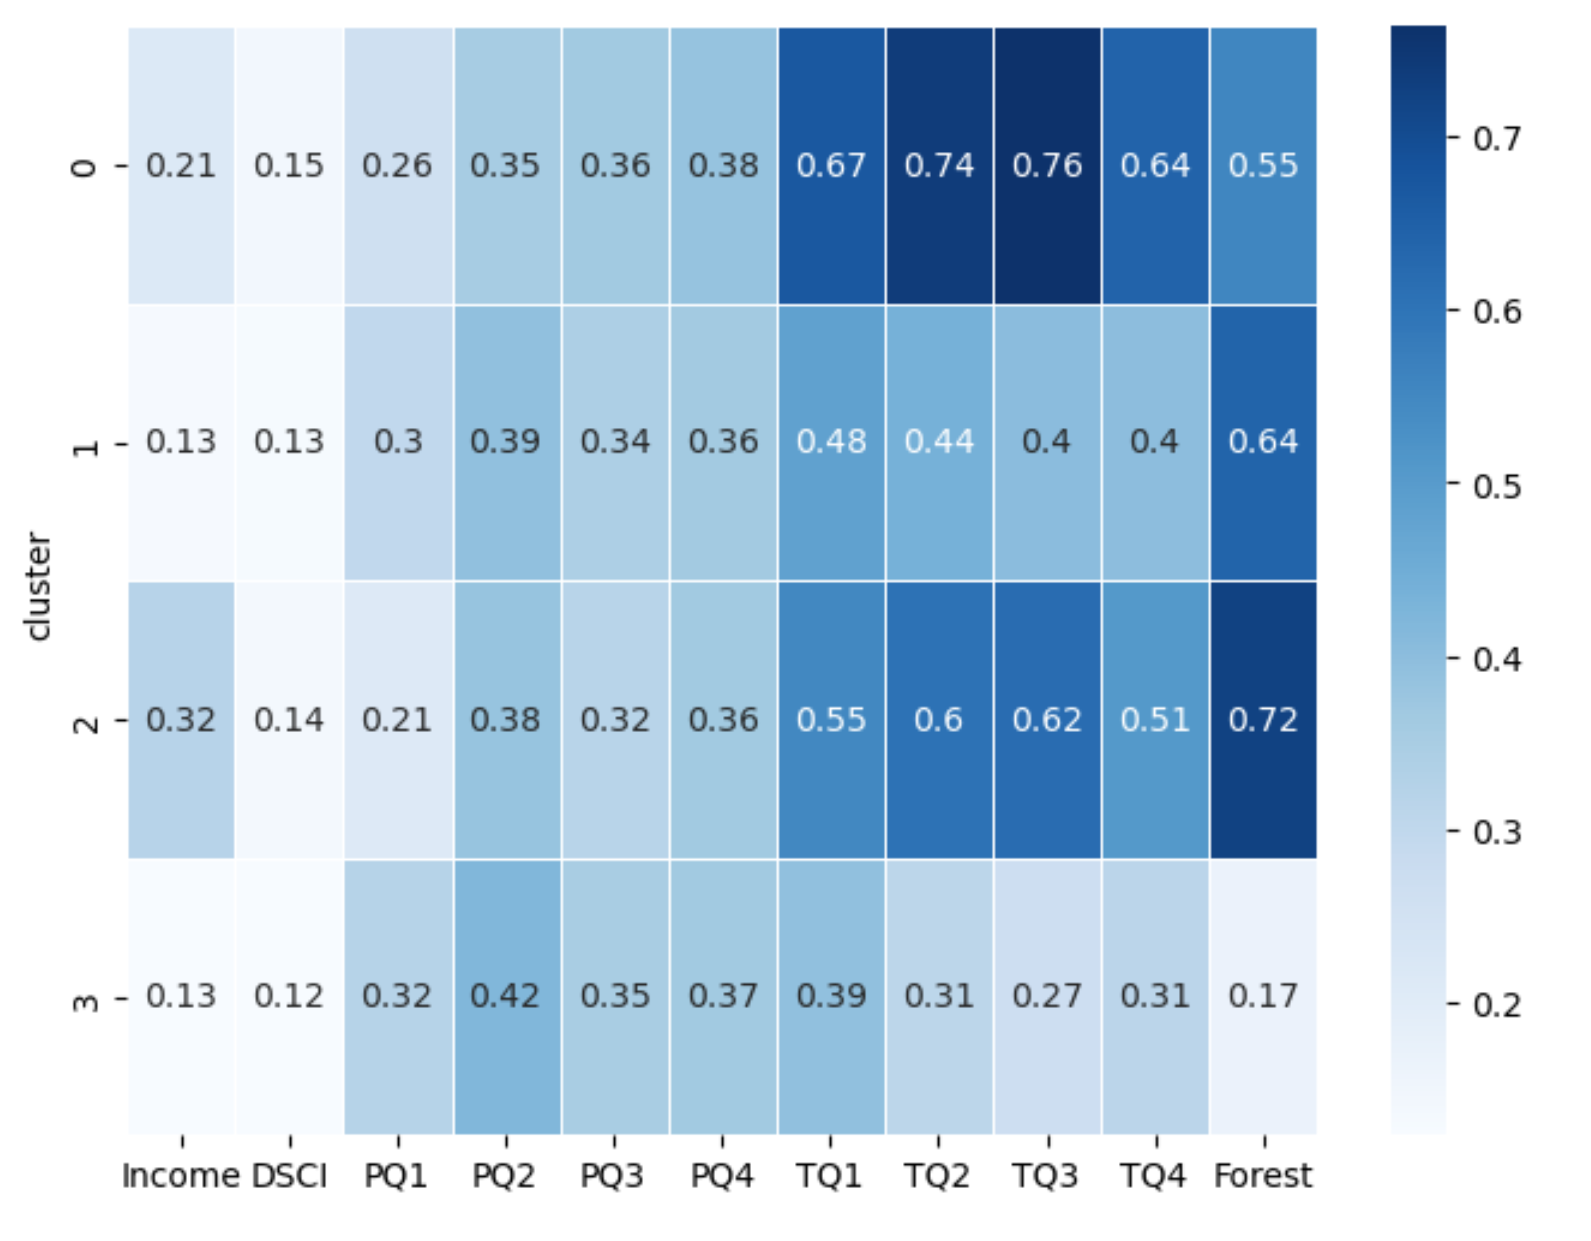 0 0.21 0.15 0.26 0.35 0.36 0.38 0.67 0.74 0.76 0.64 0.55
1 0.13 0.13 0.3 0.39 0.34 0.36 0.48 0.44 0.4 0.4 0.64
cluster
2 0.32 0.14 0.21 0.38 0.32 0.36 0.55 0.6 0.62 0.51 0.72
3 0.13 0.12 0.32 0.42 0.35 0.37 0.39 0.31 0.27 0.31 0.17
Income DSCI PQ1 PQ2 PQ3 PQ4 TQ1 TQ2 TQ3 TQ4 Forest
0.7
0.6
0.5
0.4
0.3
0.2